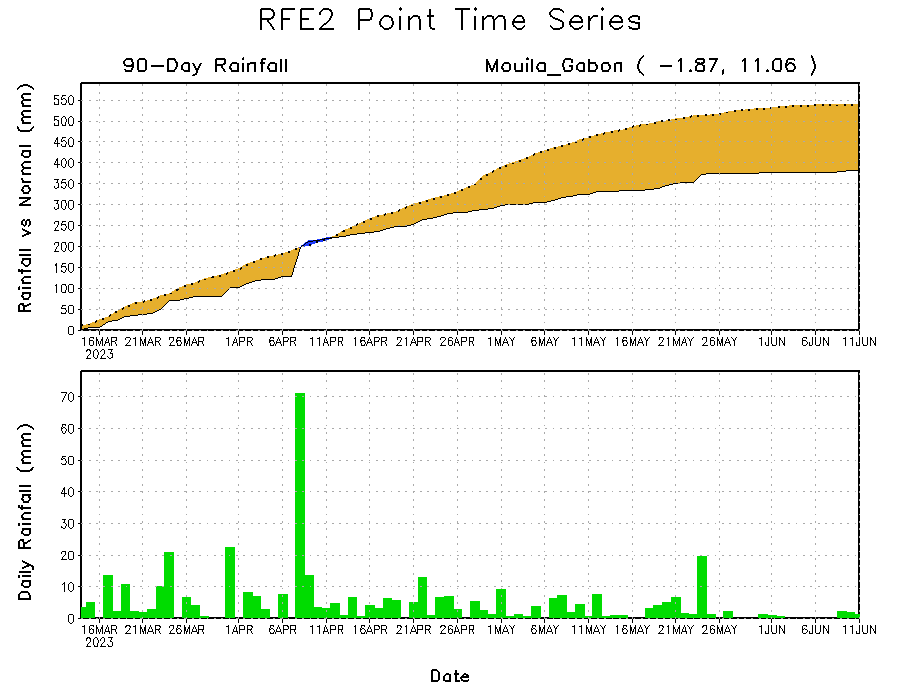 RFE2 Point Time Series
90-Day Rainfall
Mouila_Gabon ( -1.87, 11.06 )
Rainfall vs Normal (mm)
550
500
450
400
350
300
250
200
150
100
50
0
16MAR 21MAR 26MAR 1APR 6APR 11APR 16APR 21APR 26APR 1MAY 6MAY 11MAY 16MAY 21MAY 26MAY 1JUN 6JUN 11JUN
2023
Daily Rainfall (mm)
70
60
50
40
30
20
10
0
16MAR 21MAR 26MAR 1APR 6APR 11APR 16APR 21APR 26APR 1MAY 6MAY 11MAY 16MAY 21MAY 26MAY 1JUN 6JUN 11JUN
2023
Date